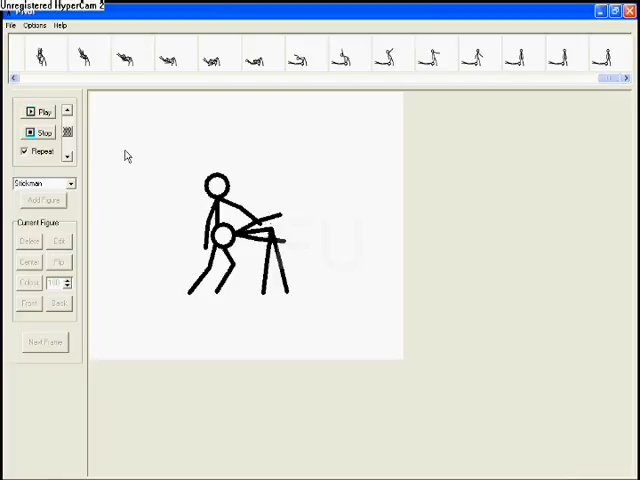 Unregistered HyperCam 2
File Options Help
Play
Stop
Repeat
Stickman
Add Figure
Current Figure
Delete Edit
Center Flip
Colour 100
Front Back
Next Frame